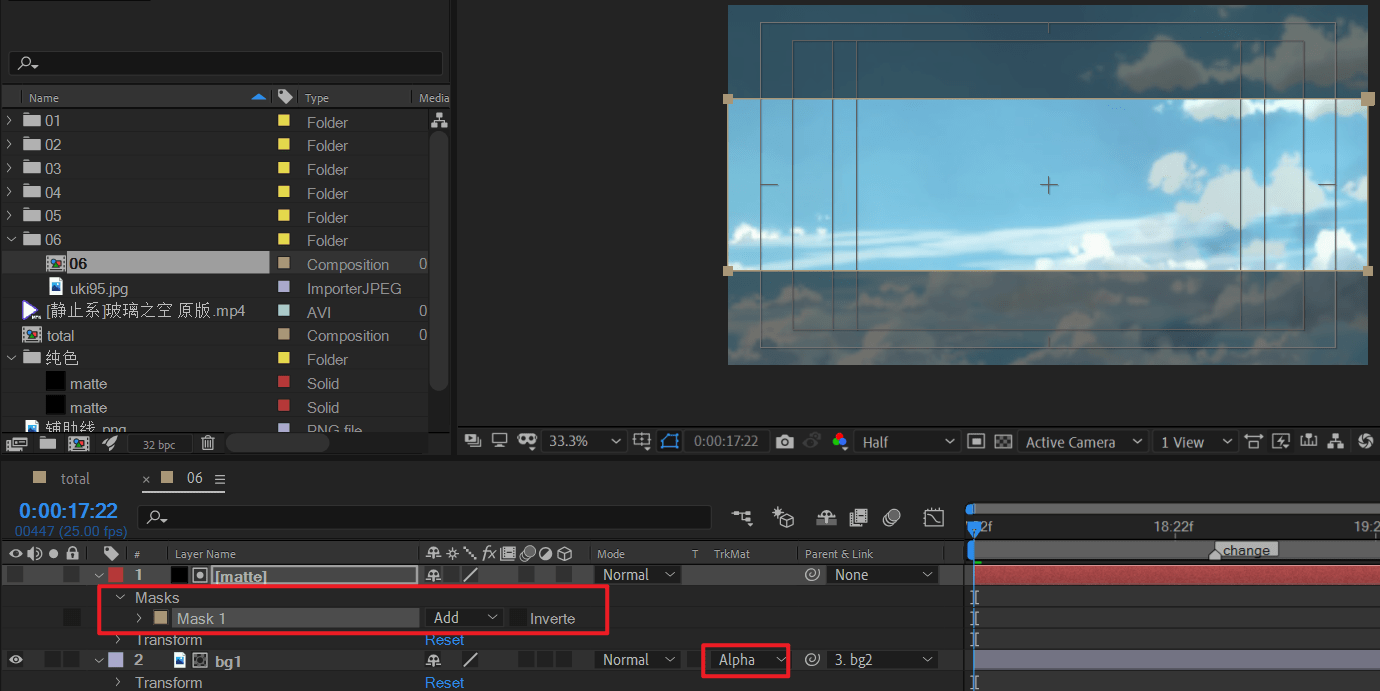 Name Type Media
01 Folder
02 Folder
03 Folder
04 Folder
05 Folder
06 Folder
06 Composition 0
uki95.jpg ImporterJPEG
[静止系]玻璃之空 原版.mp4 AVI 0
total Composition 0
纯色 Folder
matte Solid
matte Solid
辅助线.png PNG file
32 bpc
33.3% 0:00:17:22 Half Active Camera 1 View
total × 06
0:00:17:22
00447 (25.00 fps)
:22f 18:22f 19:2
change
# Layer Name fx Mode T TrkMat Parent & Link
1 [matte] Normal None
Masks
Mask 1 Add Inverte
Transform Reset
2 bg1 Normal Alpha 3. bg2
Transform Reset